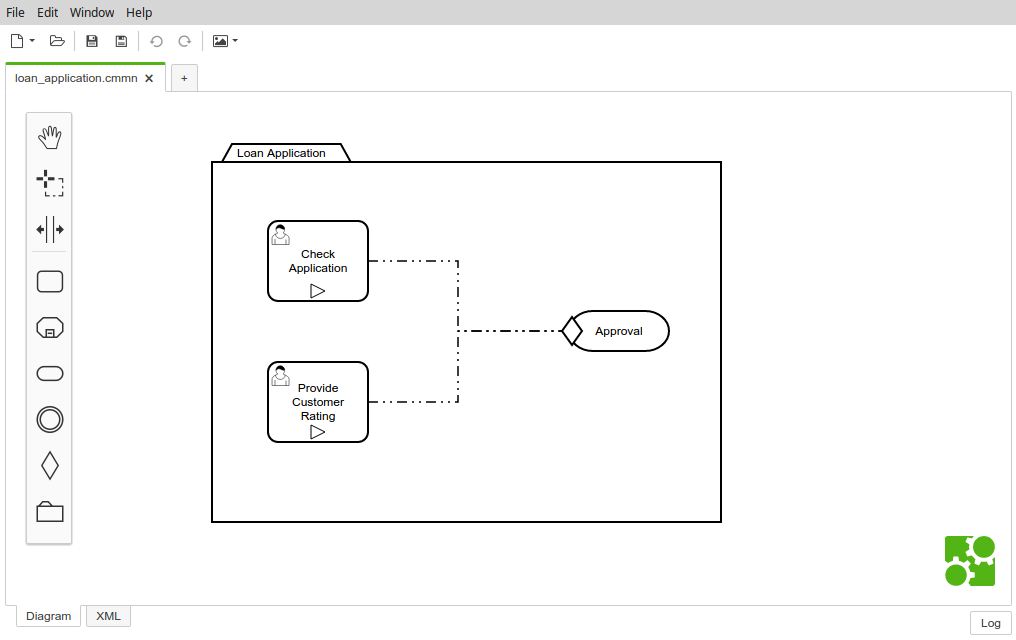 File Edit Window Help
loan_application.cmmn ×
+
Loan Application
Check
Application
Approval
Provide
Customer
Rating
Diagram XML
Log